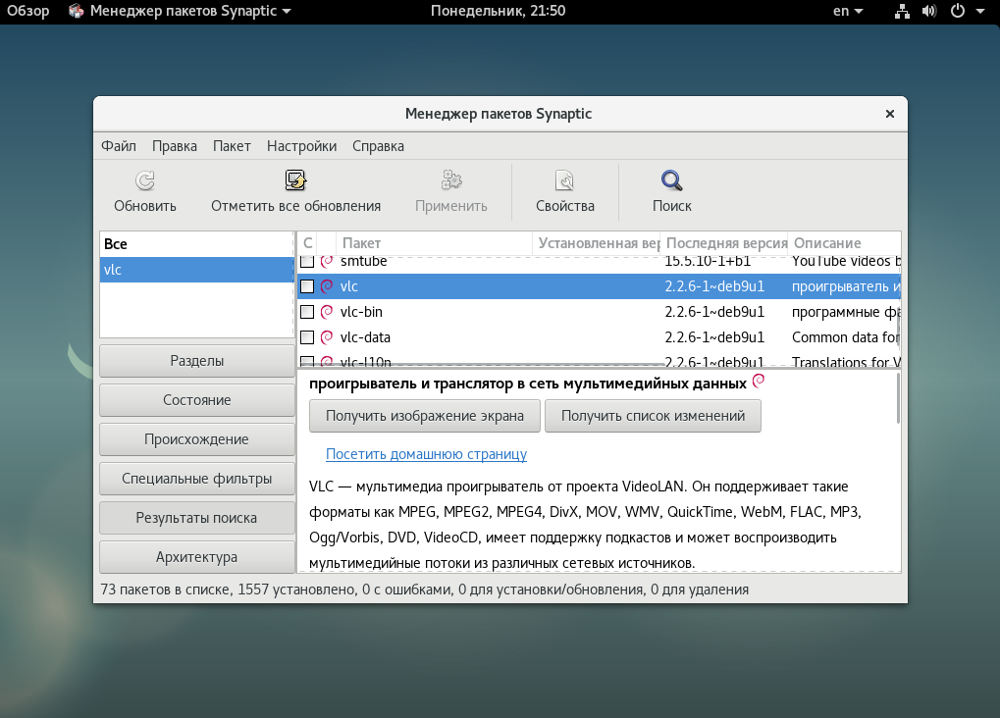 Обзор Менеджер пакетов Synaptic Понедельник, 21:50 en
Менеджер пакетов Synaptic
Файл Правка Пакет Настройки Справка
Обновить Отметить все обновления Применить Свойства Поиск
Все
vlc
С Пакет Установленная вер Последняя версия Описание
smtube 15.5.10-1+b1 YouTube videos b
vlc 2.2.6-1~deb9u1 проигрыватель и
vlc-bin 2.2.6-1~deb9u1 программные фа
vlc-data 2.2.6-1~deb9u1 Common data for
vlc-l10n 2.2.6-1~deb9u1 Translations for V
Разделы
Состояние
Происхождение
Специальные фильтры
Результаты поиска
Архитектура
проигрыватель и транслятор в сеть мультимедийных данных
Получить изображение экрана Получить список изменений
Посетить домашнюю страницу
VLC — мультимедиа проигрыватель от проекта VideoLAN. Он поддерживает такие
форматы как MPEG, MPEG2, MPEG4, DivX, MOV, WMV, QuickTime, WebM, FLAC, MP3,
Ogg/Vorbis, DVD, VideoCD, имеет поддержку подкастов и может воспроизводить
мультимедийные потоки из различных сетевых источников.
73 пакетов в списке, 1557 установлено, 0 с ошибками, 0 для установки/обновления, 0 для удаления